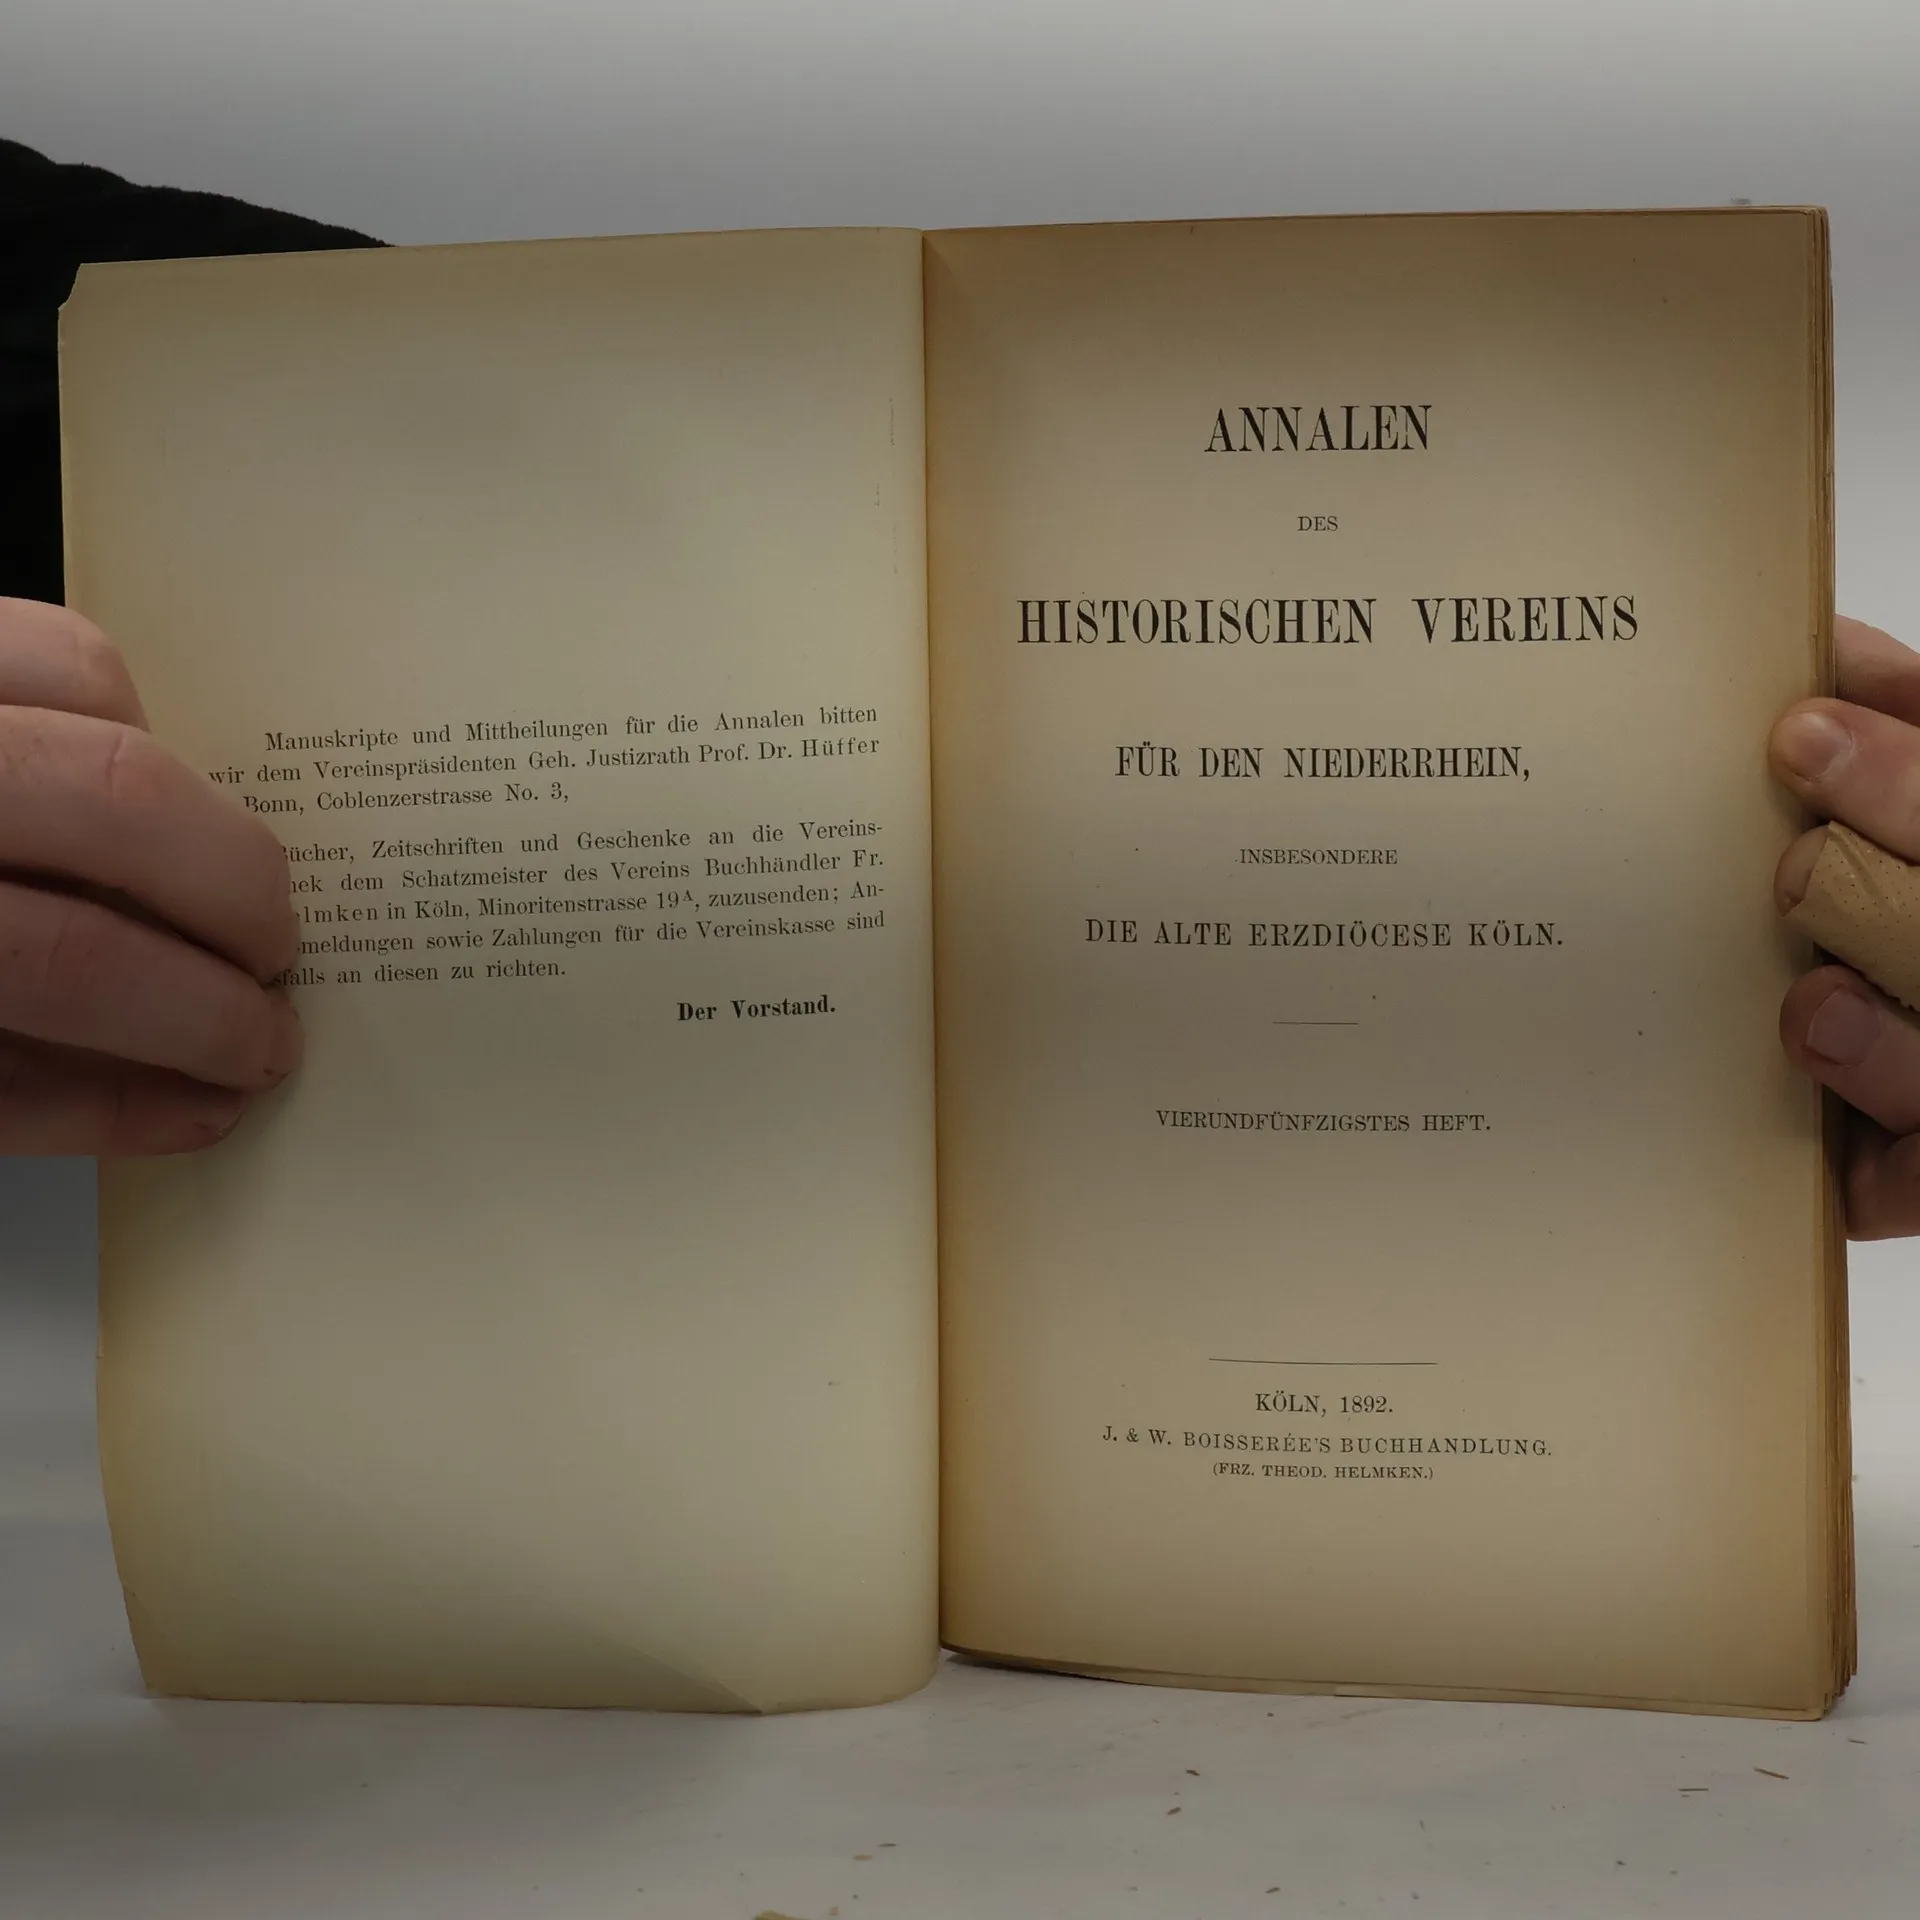 Manuskripte und Mittheilungen für die Annalen bitten
wir dem Vereinspräsidenten Geh. Justizrath Prof. Dr. Hüffer
Bonn, Coblenzerstrasse No. 3,
Bücher, Zeitschriften und Geschenke an die Vereins-
dem Schatzmeister des Vereins Buchhändler Fr.
in Köln, Minoritenstrasse 19A, zuzusenden; An-
sowie Zahlungen für die Vereinskasse sind
an diesen zu richten.
Der Vorstand.
ANNALEN
DES
HISTORISCHEN VEREINS
FÜR DEN NIEDERRHEIN,
INSBESONDERE
DIE ALTE ERZDIÖCESE KÖLN.
VIERUNDFÜNFZIGSTES HEFT.
KÖLN, 1892.
J. & W. BOISSERÉE'S BUCHHANDLUNG.
(FRZ. THEOD. HELMKEN.)